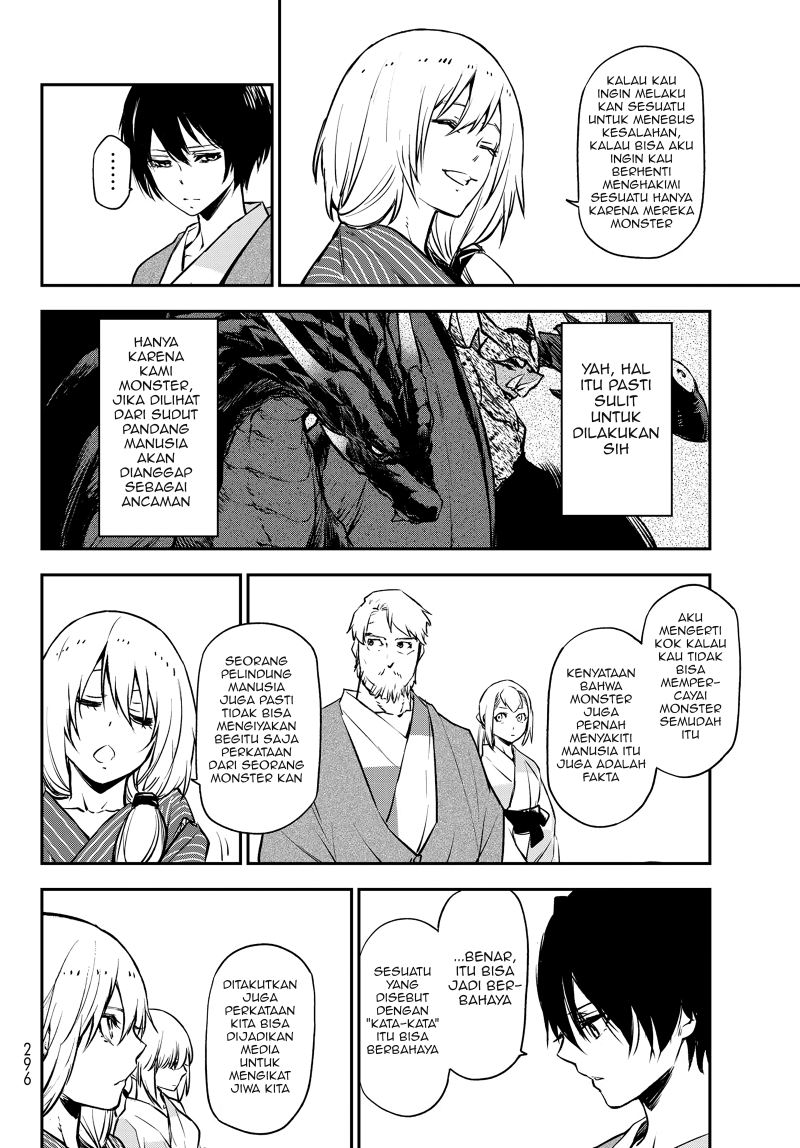 KALAU KAU
INGIN MELAKU
KAN SESUATU
UNTUK MENEBUS
KESALAHAN,
KALAU BISA AKU
INGIN KAU
BERHENTI
MENGHAKIMI
SESUATU HANYA
KARENA MEREKA
MONSTER
.....
YAH, HAL
ITU PASTI
SULIT
UNTUK
DILAKUKAN
SIH
HANYA
KARENA
KAMI
MONSTER,
JIKA DILIHAT
DARI SUDUT
PANDANG
MANUSIA
AKAN
DIANGGAP
SEBAGAI
ANCAMAN
AKU
MENGERTI
KOK KALAU
KAU TIDAK
BISA
MEMPER-
CAYAI
MONSTER
SEMUDAH
ITU
KENYATAAN
BAHWA
MONSTER
JUGA
PERNAH
MENYAKITI
MANUSIA ITU
JUGA ADALAH
FAKTA
SEORANG
PELINDUNG
MANUSIA
JUGA PASTI
TIDAK BISA
MENGIYAKAN
BEGITU SAJA
PERKATAAN
DARI SEORANG
MONSTER KAN
...BENAR,
ITU BISA
JADI BER-
BAHAYA
SESUATU
YANG
DISEBUT
DENGAN
"KATA-KATA"
ITU BISA
BERBAHAYA
DITAKUTKAN
JUGA
PERKATAAN
KITA BISA
DIJADIKAN
MEDIA
UNTUK
MENGIKAT
JIWA KITA
296